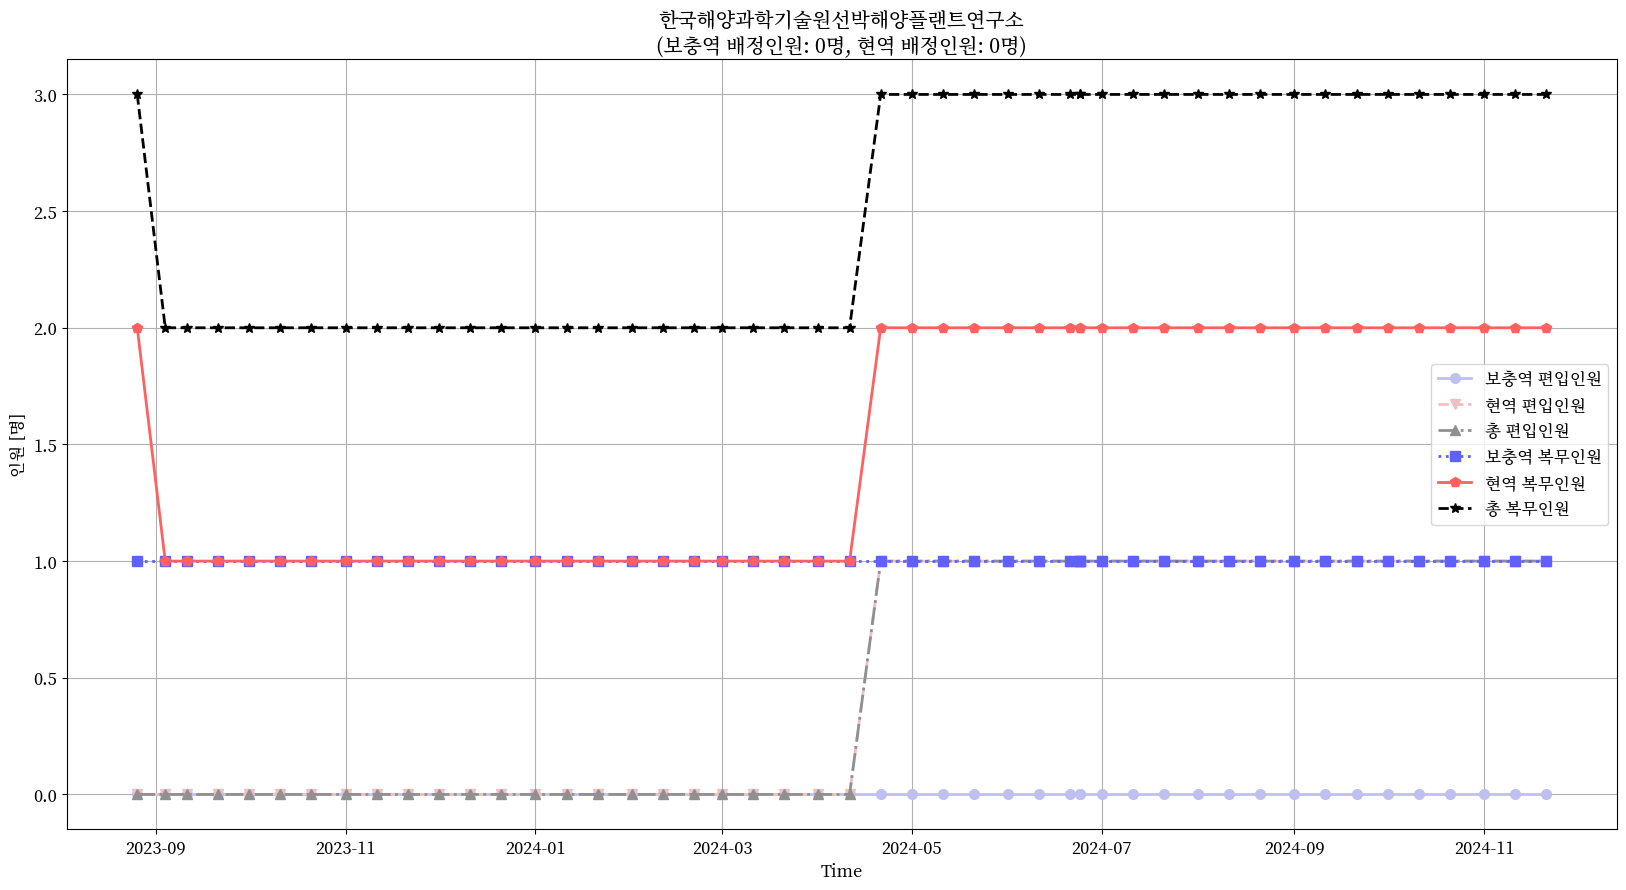 한국해양과학기술원선박해양플랜트연구소
(보충역 배정인원: 0명, 현역 배정인원: 0명)
3.0
2.5
2.0
1.5
1.0
0.5
0.0
인원 [명]
보충역 편입인원
현역 편입인원
총 편입인원
보충역 복무인원
현역 복무인원
총 복무인원
2023-09
2023-11
2024-01
2024-03
2024-05
2024-07
2024-09
2024-11
Time